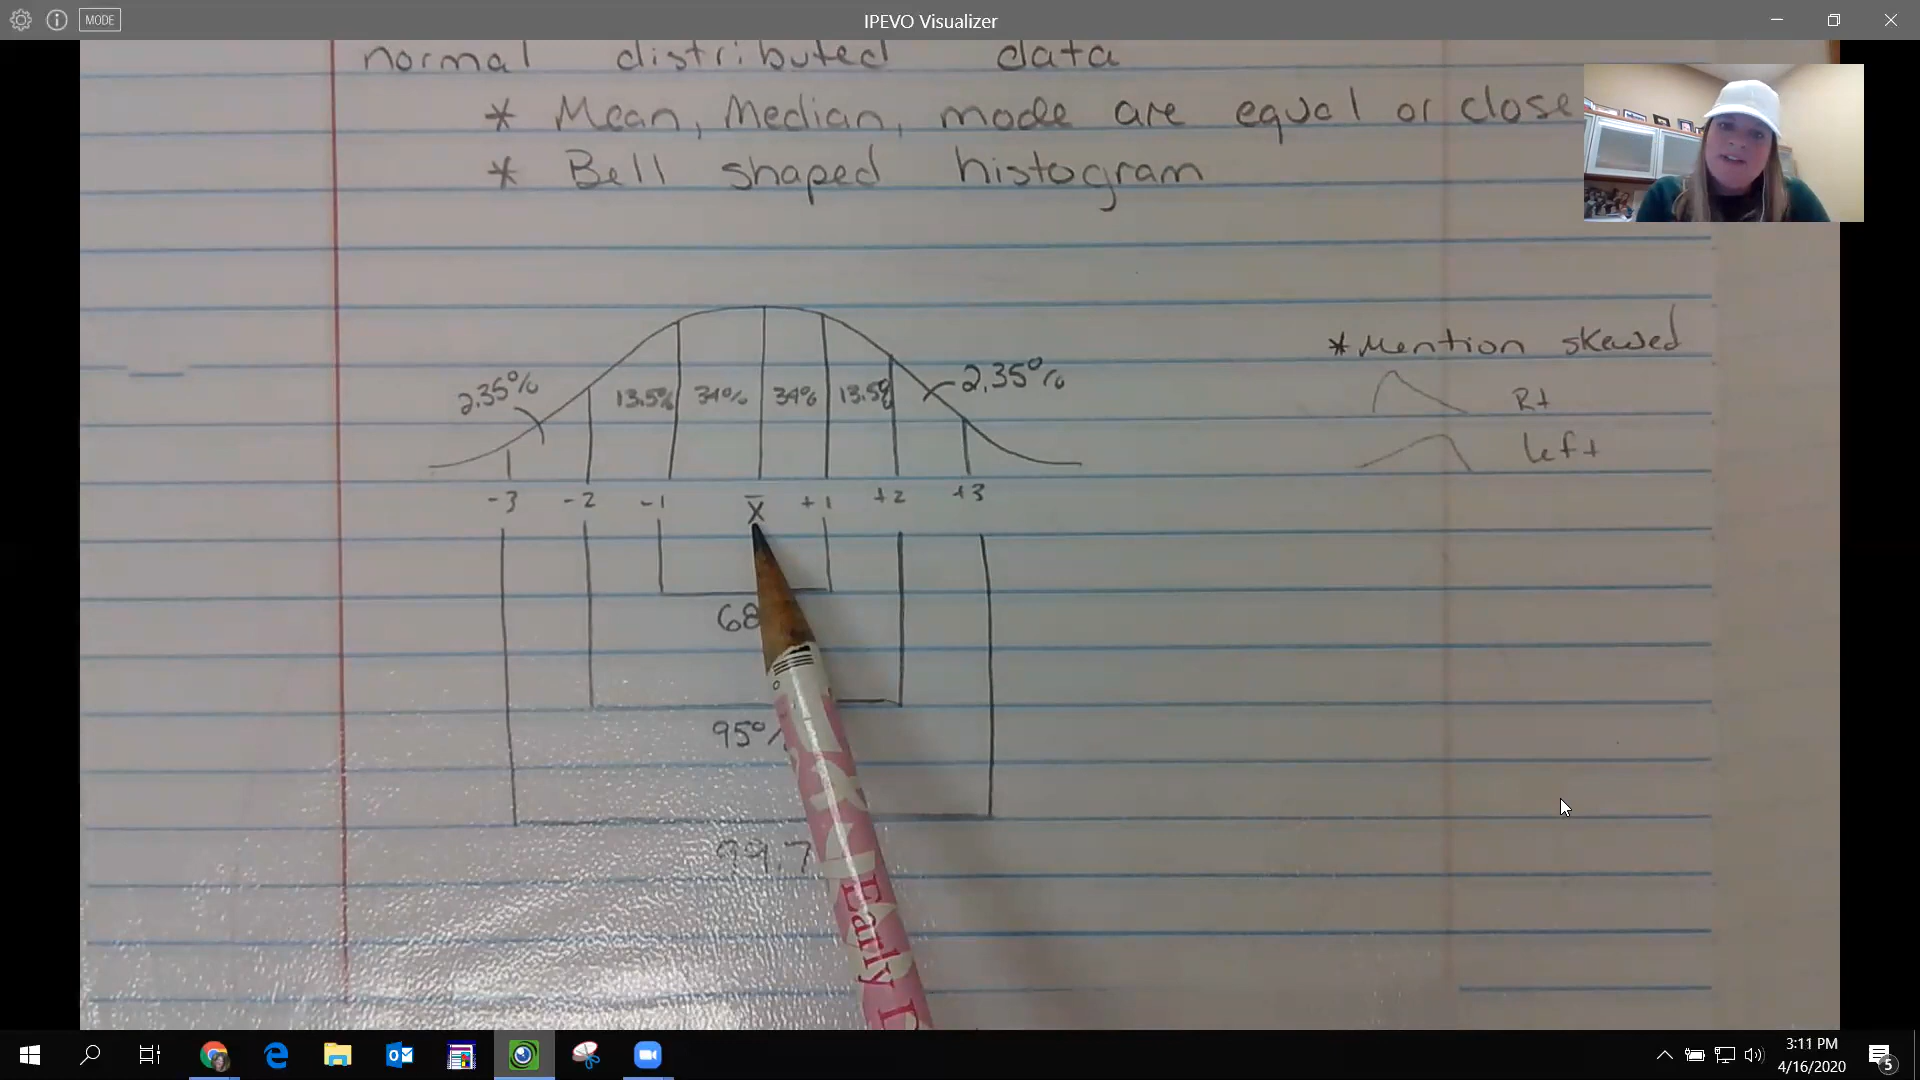 MODE
IPEVO Visualizer
normal distributed data
* Mean, Median, mode are equal or close
* Bell shaped histogram
* Mention skewed
Rt
left
2.35% 13.5% 34% 34% 13.5% 2.35%
-3 -2 -1 X̄ +1 +2 +3
68
95%
99.7
Early
3:11 PM
4/16/2020
5